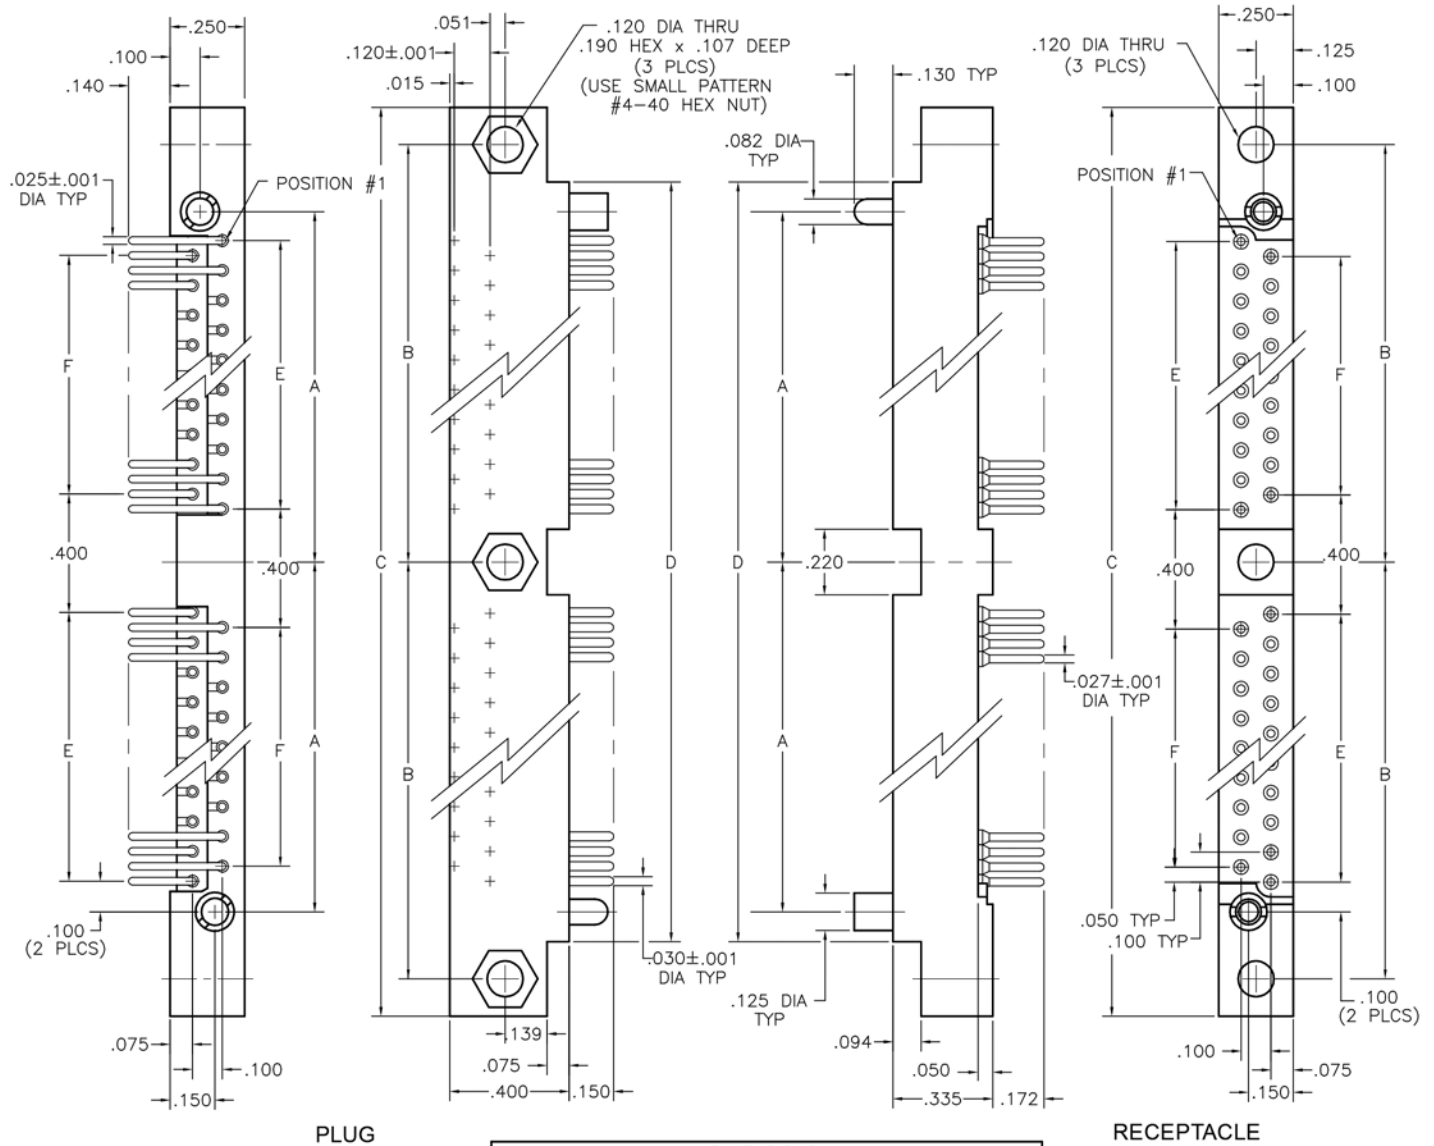 .250
.100
.140
.051
.120±.001
.015
.120 DIA THRU
.190 HEX x .107 DEEP
(3 PLCS)
(USE SMALL PATTERN
#4-40 HEX NUT)
.130 TYP
.082 DIA
TYP
.120 DIA THRU
(3 PLCS)
.250
.125
.100
.025±.001
DIA TYP
POSITION #1
POSITION #1
F
E
A
B
A
E
F
B
.400
.400
C
D
D
.220
C
.400
.400
.027±.001
DIA TYP
E
F
A
B
A
F
E
B
.100
(2 PLCS)
.030±.001
DIA TYP
.125 DIA
TYP
.050 TYP
.100 TYP
.100
(2 PLCS)
.075
.100
.150
.139
.075
.400
.150
.094
.050
.335
.172
.100
.075
.150
PLUG
RECEPTACLE